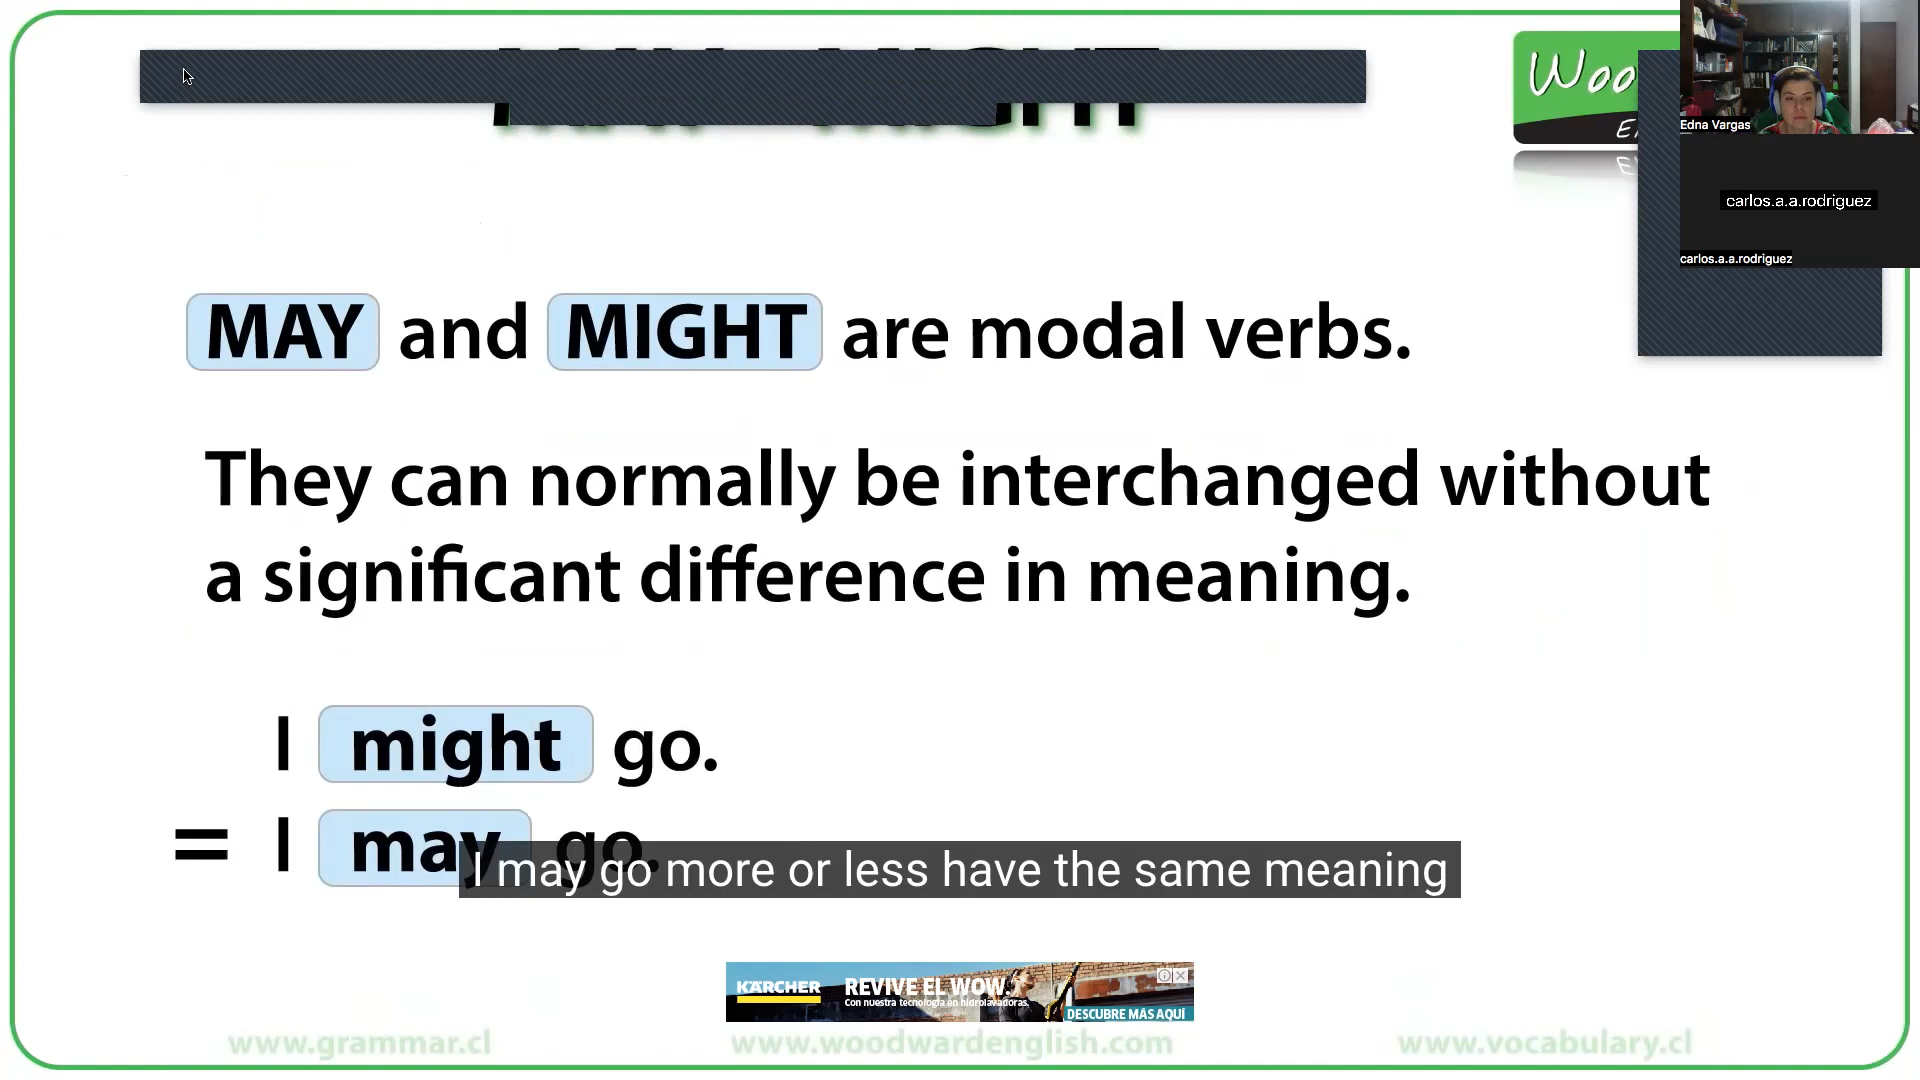 Woo
Edna Vargas
carlos.a.a.rodriguez
carlos.a.a.rodriguez
MAY and MIGHT are modal verbs.
They can normally be interchanged without
a significant difference in meaning.
I might go.
= I may go.
I may go more or less have the same meaning
KÄRCHER
REVIVE EL WOW.
Con nuestra tecnología en hidrolavadoras.
DESCUBRE MÁS AQUÍ
www.grammar.cl
www.woodwardenglish.com
www.vocabulary.cl